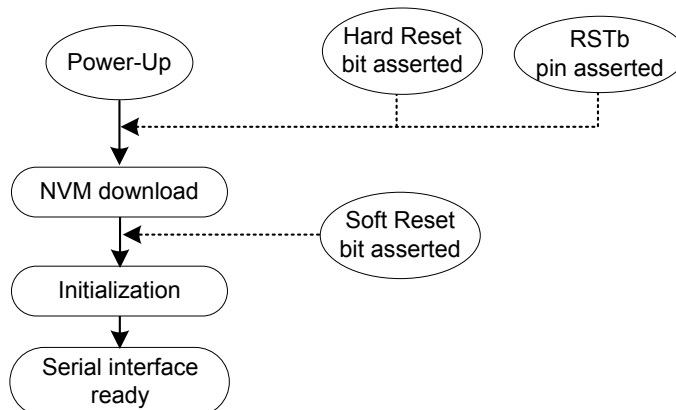 Power-Up
Hard Reset
bit asserted
RSTb
pin asserted
NVM download
Soft Reset
bit asserted
Initialization
Serial interface
ready